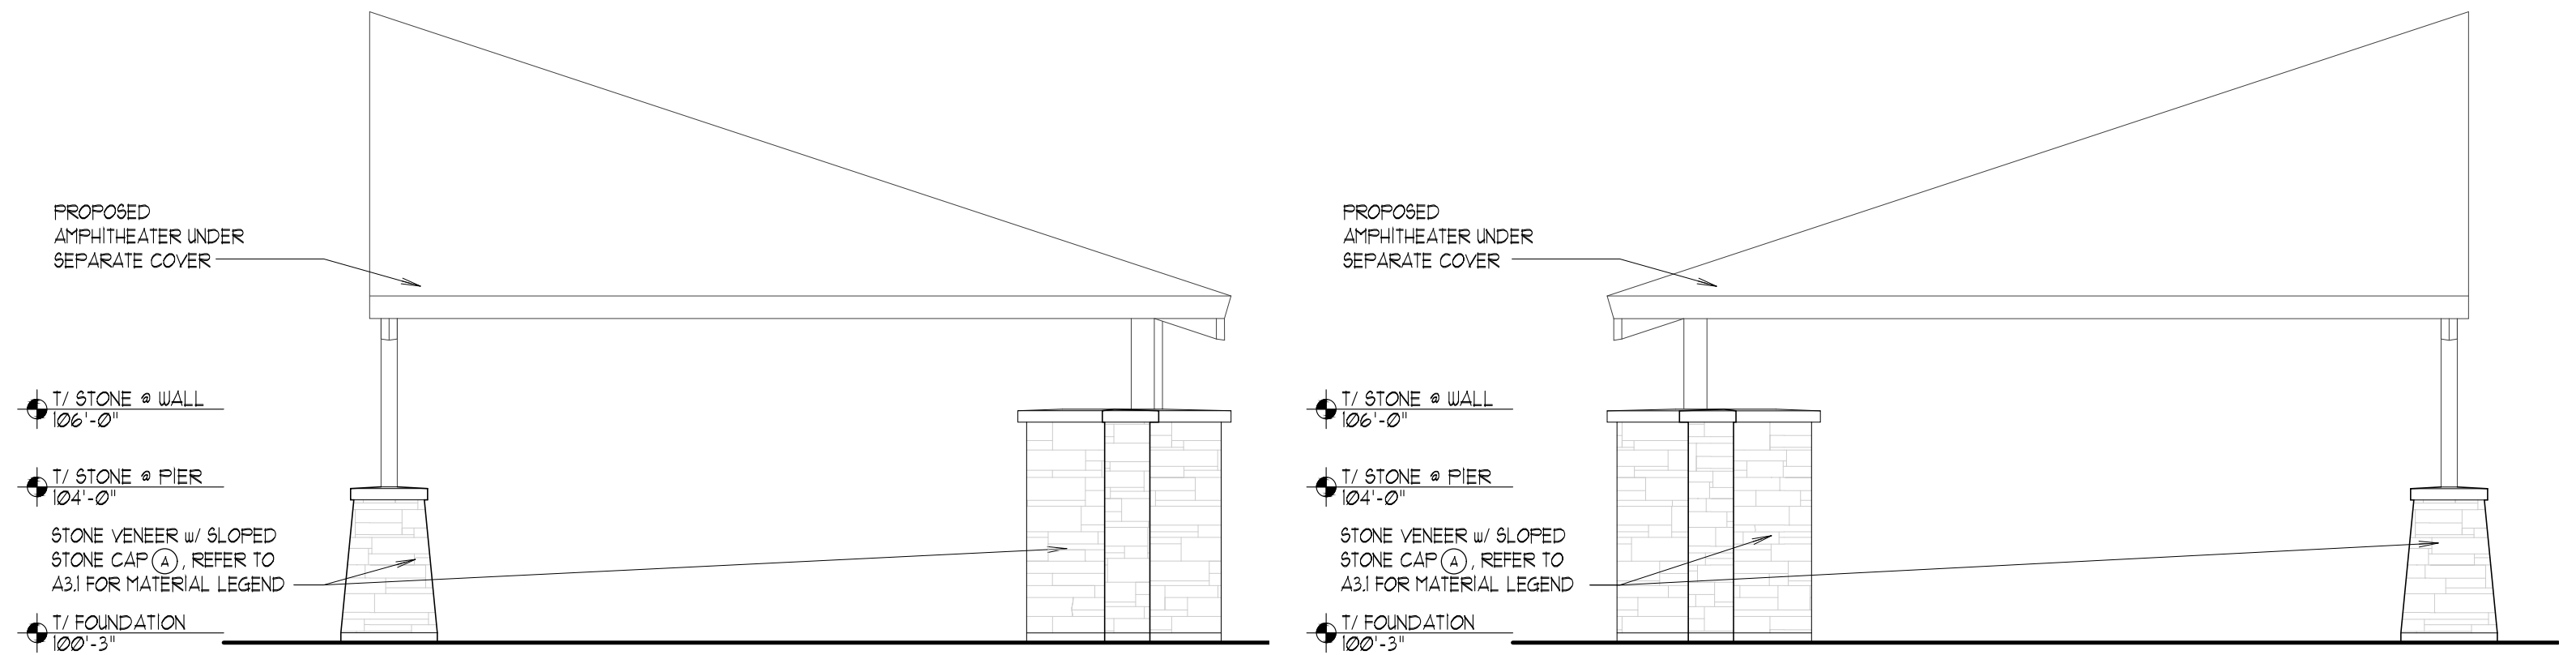 PROPOSED
AMPHITHEATER UNDER
SEPARATE COVER
T/ STONE @ WALL
106'-0"
T/ STONE @ PIER
104'-0"
STONE VENEER w/ SLOPED
STONE CAP A, REFER TO
A3.1 FOR MATERIAL LEGEND
T/ FOUNDATION
100'-3"
PROPOSED
AMPHITHEATER UNDER
SEPARATE COVER
T/ STONE @ WALL
106'-0"
T/ STONE @ PIER
104'-0"
STONE VENEER w/ SLOPED
STONE CAP A, REFER TO
A3.1 FOR MATERIAL LEGEND
T/ FOUNDATION
100'-3"